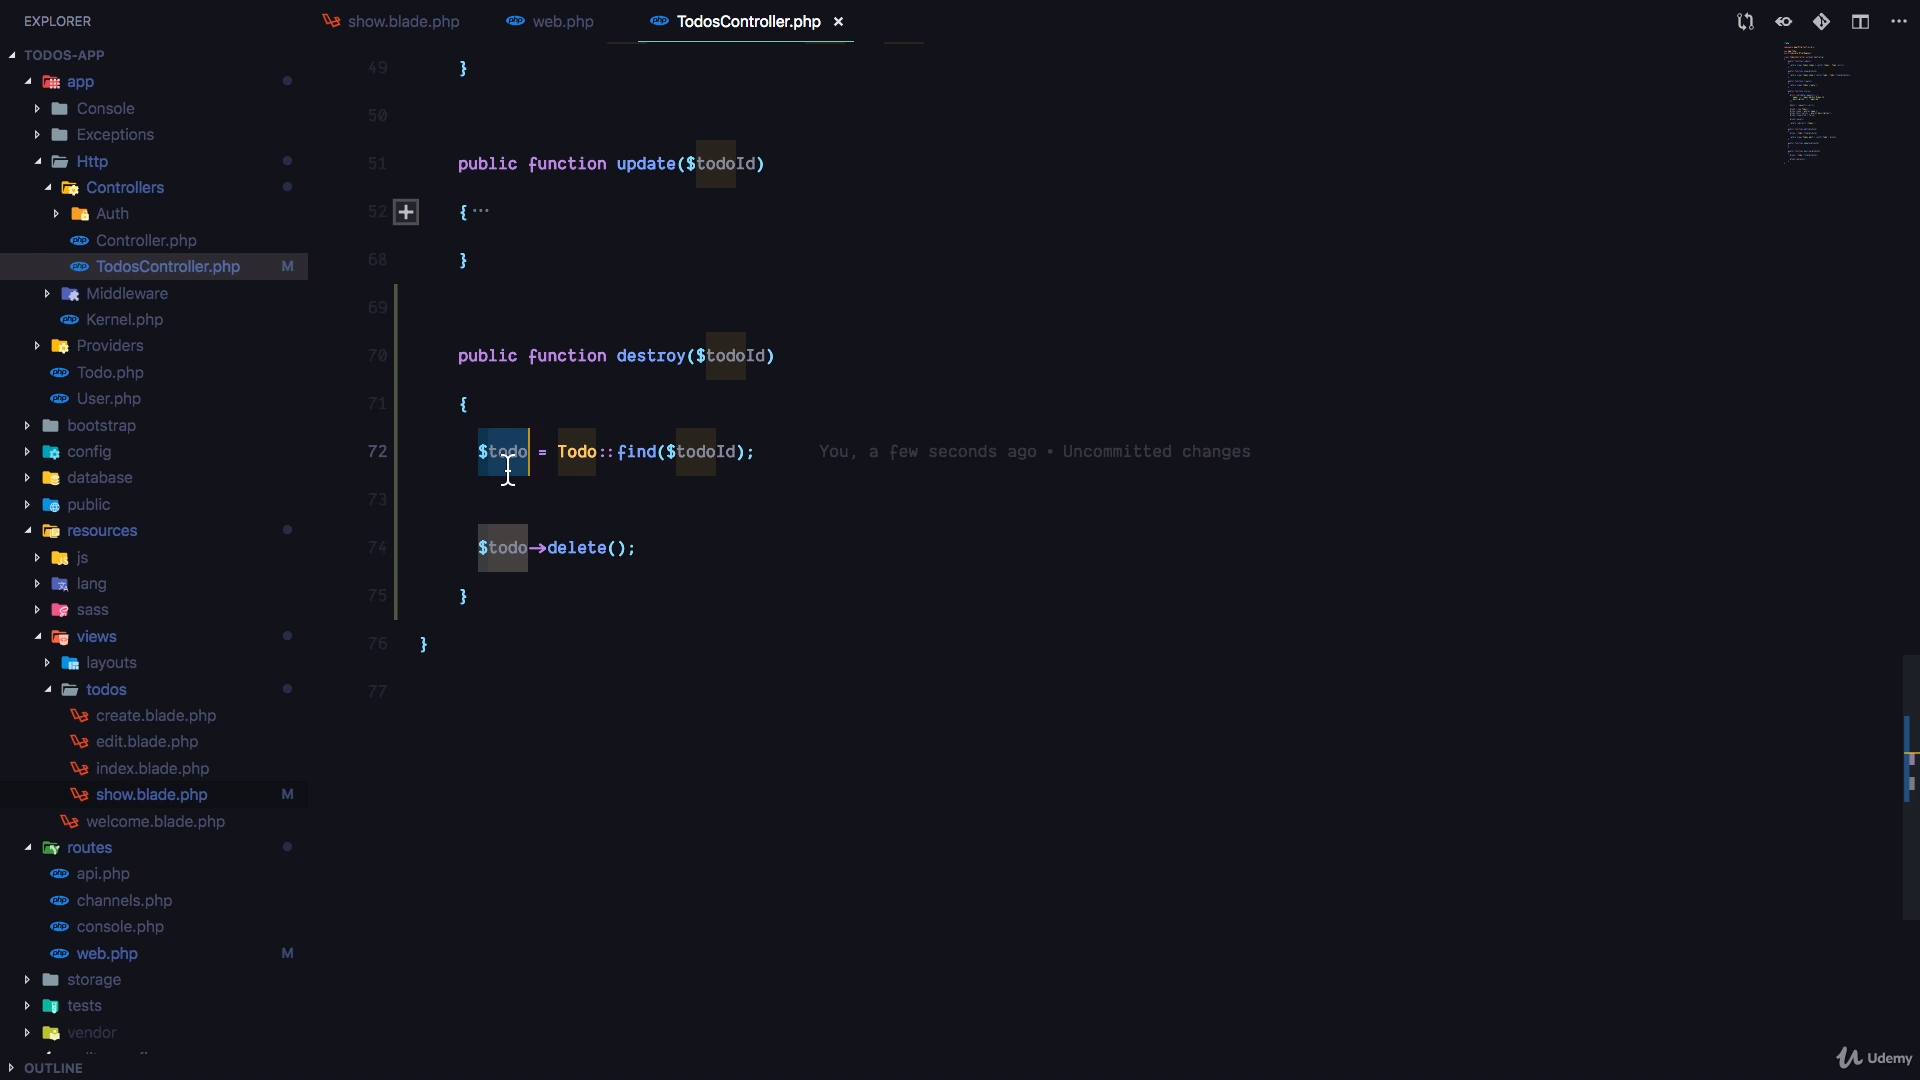 EXPLORER
TODOS-APP
app
Console
Exceptions
Http
Controllers
Auth
Controller.php
TodosController.php M
Middleware
Kernel.php
Providers
Todo.php
User.php
bootstrap
config
database
public
resources
js
lang
sass
views
layouts
todos
create.blade.php
edit.blade.php
index.blade.php
show.blade.php M
welcome.blade.php
routes
api.php
channels.php
console.php
web.php M
storage
tests
vendor
OUTLINE
show.blade.php web.php TodosController.php ×
49 }
50
51 public function update($todoId)
52 {···
68 }
69
70 public function destroy($todoId)
71 {
72 $todo = Todo::find($todoId); You, a few seconds ago • Uncommitted changes
73
74 $todo->delete();
75 }
76 }
77
Udemy